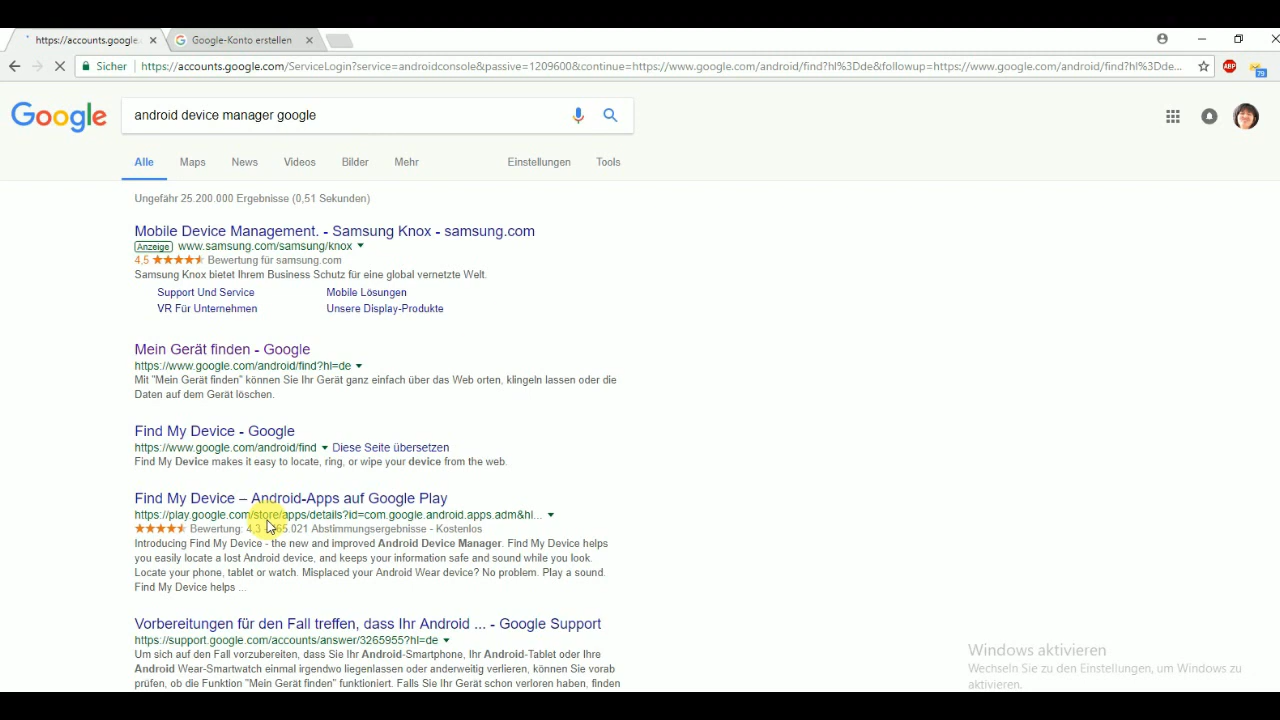 https://accounts.google.
Google-Konto erstellen
Sicher
https://accounts.google.com/ServiceLogin?service=androidconsole&passive=1209600&continue=https://www.google.com/android/find?hl%3Dde&followup=https://www.google.com/android/find?hl%3Dde...
ABP
79
Google
android device manager google
Alle Maps News Videos Bilder Mehr Einstellungen Tools
Ungefähr 25.200.000 Ergebnisse (0,51 Sekunden)
Mobile Device Management. - Samsung Knox - samsung.com
Anzeige www.samsung.com/samsung/knox
4,5 Bewertung für samsung.com
Samsung Knox bietet Ihrem Business Schutz für eine global vernetzte Welt.
Support Und Service Mobile Lösungen
VR Für Unternehmen Unsere Display-Produkte
Mein Gerät finden - Google
https://www.google.com/android/find?hl=de
Mit "Mein Gerät finden" können Sie Ihr Gerät ganz einfach über das Web orten, klingeln lassen oder die
Daten auf dem Gerät löschen.
Find My Device - Google
https://www.google.com/android/find Diese Seite übersetzen
Find My Device makes it easy to locate, ring, or wipe your device from the web.
Find My Device – Android-Apps auf Google Play
https://play.google.com/store/apps/details?id=com.google.android.apps.adm&hl...
Bewertung: 4,3 Abstimmungsergebnisse - Kostenlos
Introducing Find My Device - the new and improved Android Device Manager. Find My Device helps
you easily locate a lost Android device, and keeps your information safe and sound while you look.
Locate your phone, tablet or watch. Misplaced your Android Wear device? No problem. Play a sound.
Find My Device helps ...
Vorbereitungen für den Fall treffen, dass Ihr Android ... - Google Support
https://support.google.com/accounts/answer/3265955?hl=de
Um sich auf den Fall vorzubereiten, dass Sie Ihr Android-Smartphone, Ihr Android-Tablet oder Ihre
Android Wear-Smartwatch einmal irgendwo liegenlassen oder anderweitig verlieren, können Sie vorab
prüfen, ob die Funktion "Mein Gerät finden" funktioniert. Falls Sie Ihr Gerät schon verloren haben, finden
Windows aktivieren
Wechseln Sie zu den Einstellungen, um Windows zu
aktivieren.